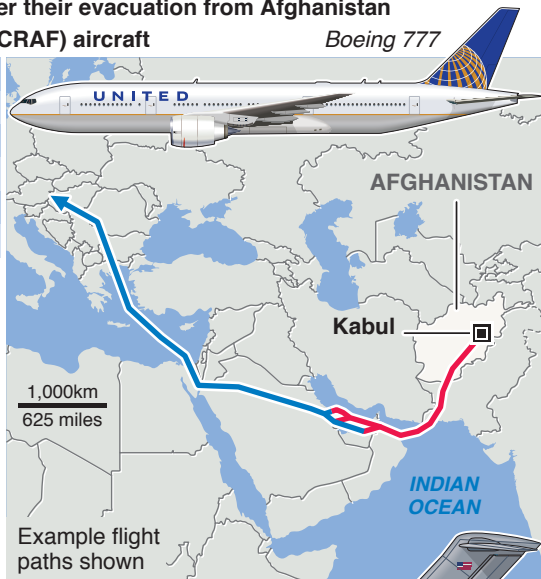 er their evacuation from Afghanistan
CRAF) aircraft
Boeing 777
UNITED
AFGHANISTAN
Kabul
1,000km
625 miles
INDIAN
OCEAN
Example flight
paths shown